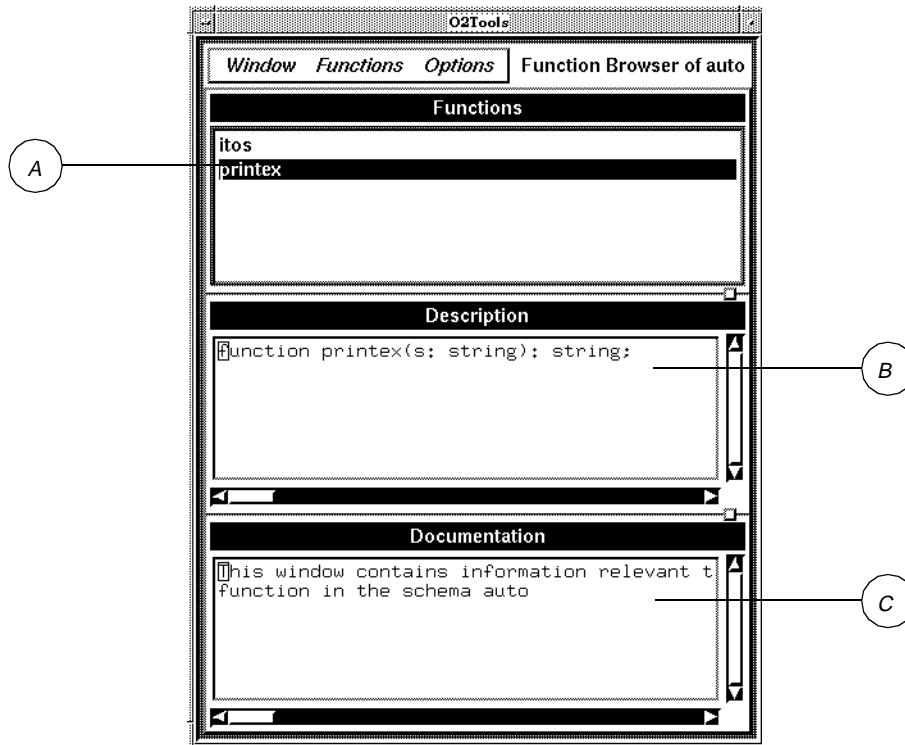 O2Tools
Window Functions Options Function Browser of auto
Functions
itos
A
printex
Description
function printex(s: string): string;
B
Documentation
This window contains information relevant t
function in the schema auto
C